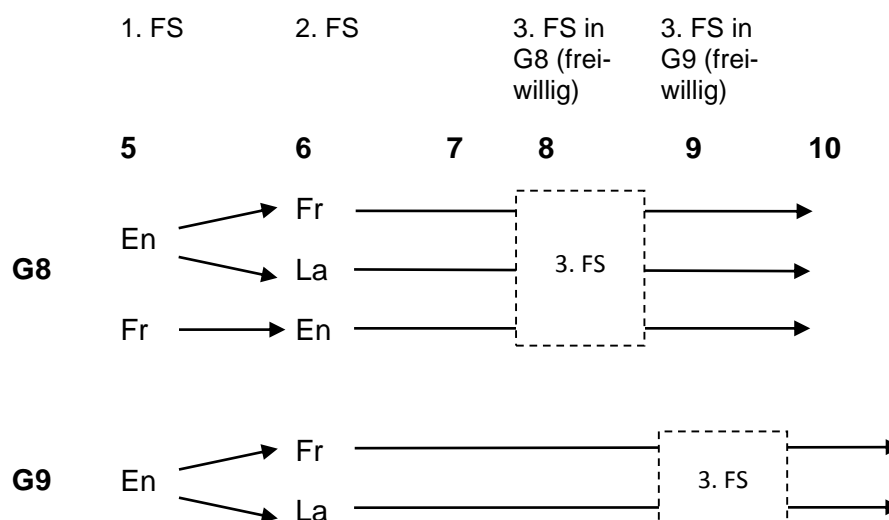 1. FS 2. FS 3. FS in 3. FS in
G8 (frei- G9 (frei-
willig) willig)
5 6 7 8 9 10
Fr
En
G8 La 3. FS
Fr En
Fr
G9 En 3. FS
La